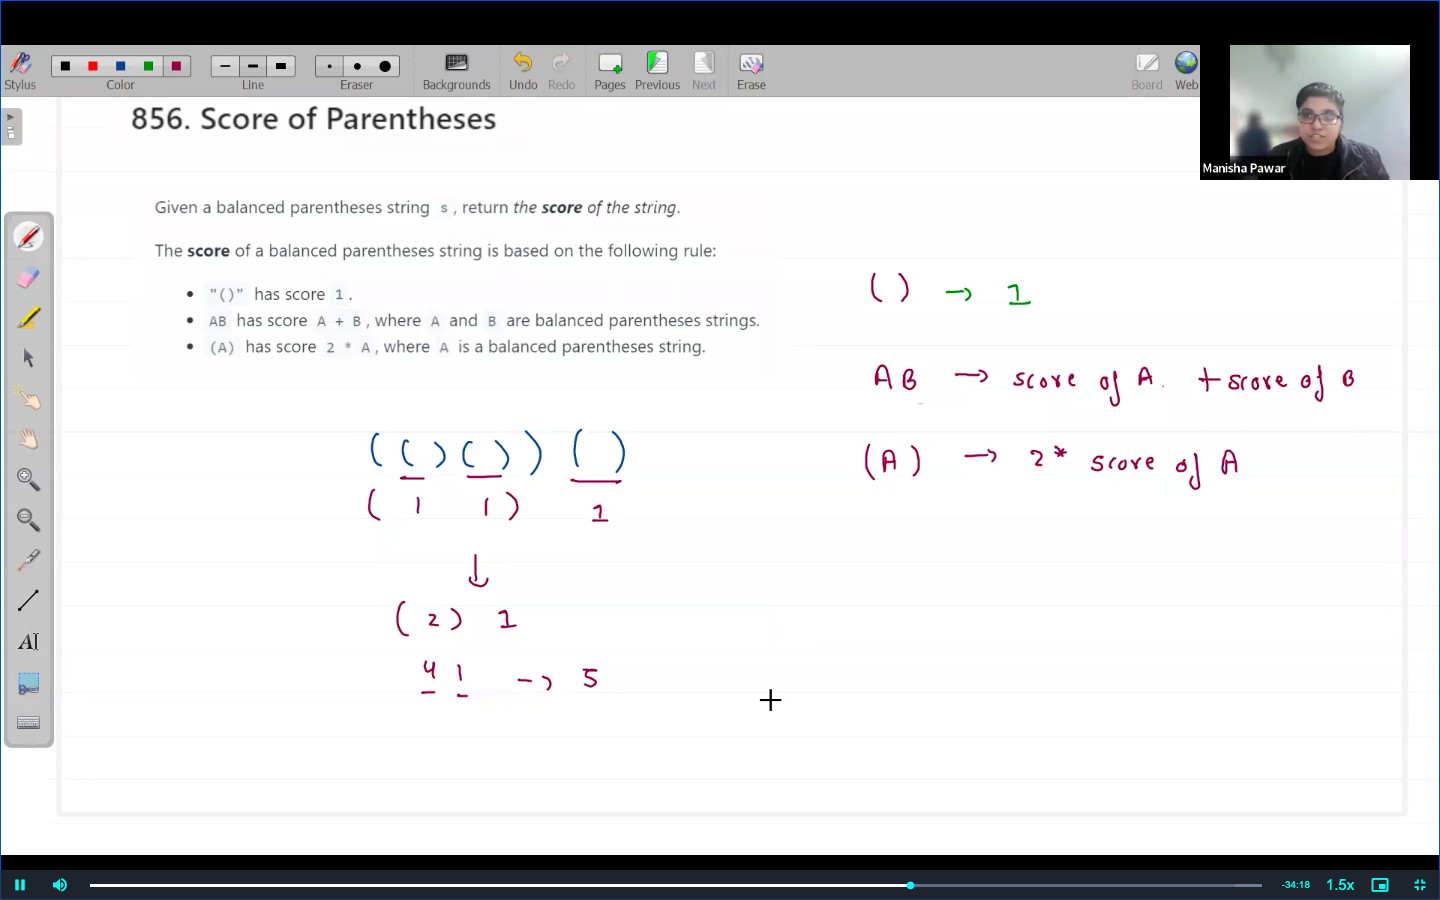 Stylus
Color
Line
Eraser
Backgrounds
Undo
Redo
Pages
Previous
Next
Erase
Board
Web
Manisha Pawar
856. Score of Parentheses
Given a balanced parentheses string s, return the score of the string.
The score of a balanced parentheses string is based on the following rule:
• "()" has score 1.
• AB has score A + B, where A and B are balanced parentheses strings.
• (A) has score 2 * A, where A is a balanced parentheses string.
( ) → 1
AB → score of A. + score of B
(A) → 2* score of A
(( ) ( )) ( )
( 1 1 ) 1
↓
( 2 ) 1
4 1 → 5
AI
-34:18
1.5x